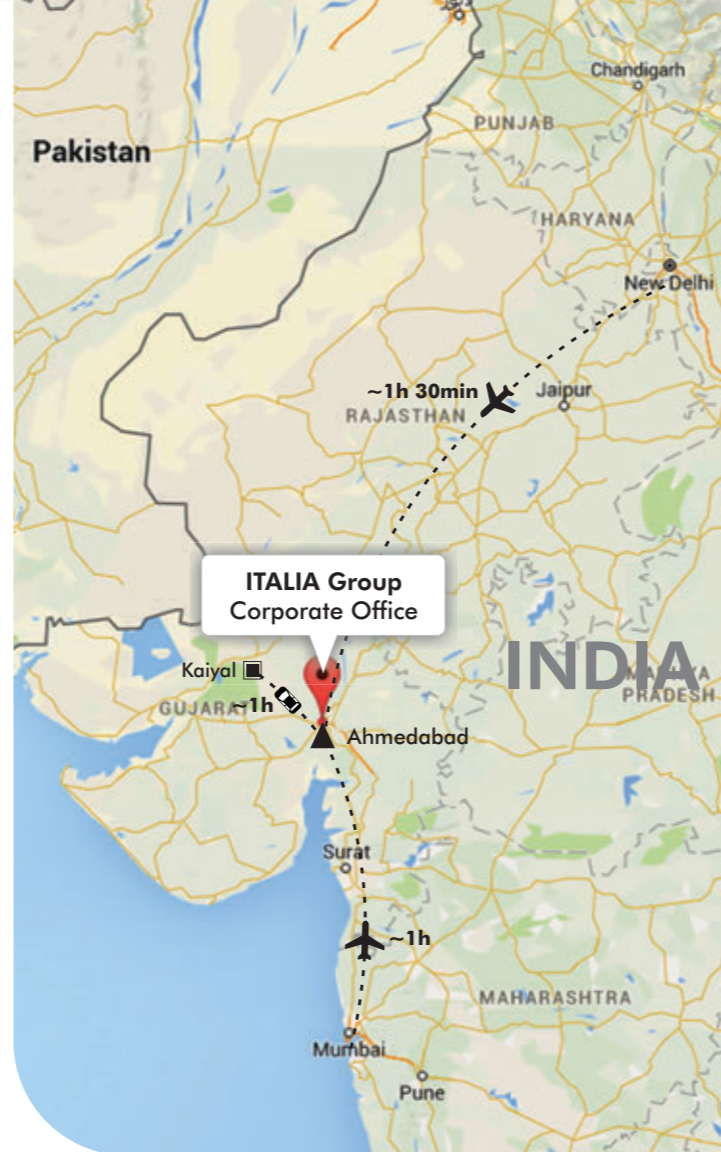 Chandigarh
PUNJAB
Pakistan
HARYANA
New Delhi
~1h 30min
Jaipur
RAJASTHAN
ITALIA Group
Corporate Office
INDIA
Kaiyal
PRADESH
GUJARAT
~1h
Ahmedabad
Surat
~1h
MAHARASHTRA
Mumbai
Pune